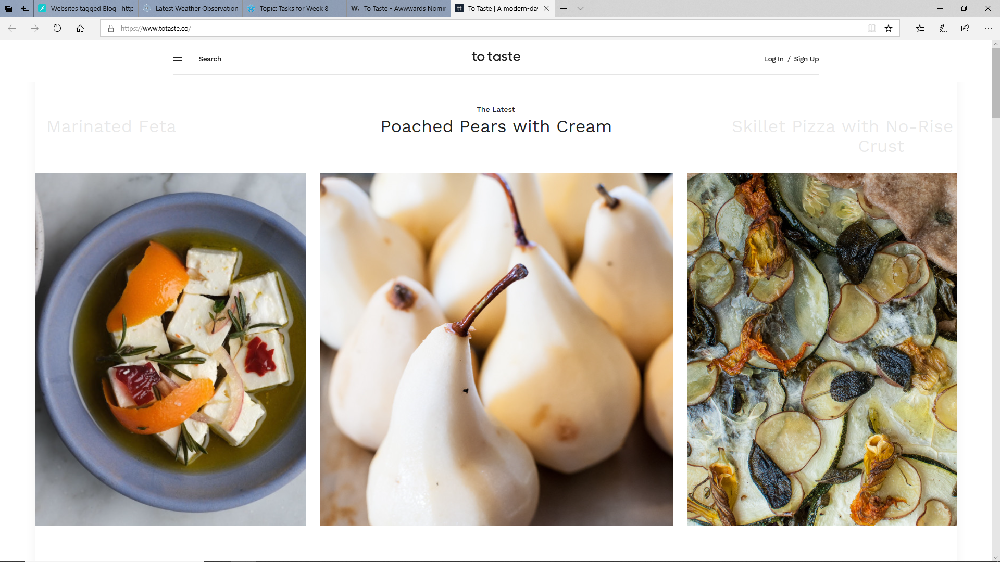 Websites tagged Blog | http
Latest Weather Observation
Topic: Tasks for Week 8
W. To Taste - Awwwards Nomin
tt To Taste | A modern-day
https://www.totaste.co/
Search
to taste
Log In / Sign Up
The Latest
Marinated Feta
Poached Pears with Cream
Skillet Pizza with No-Rise
Crust